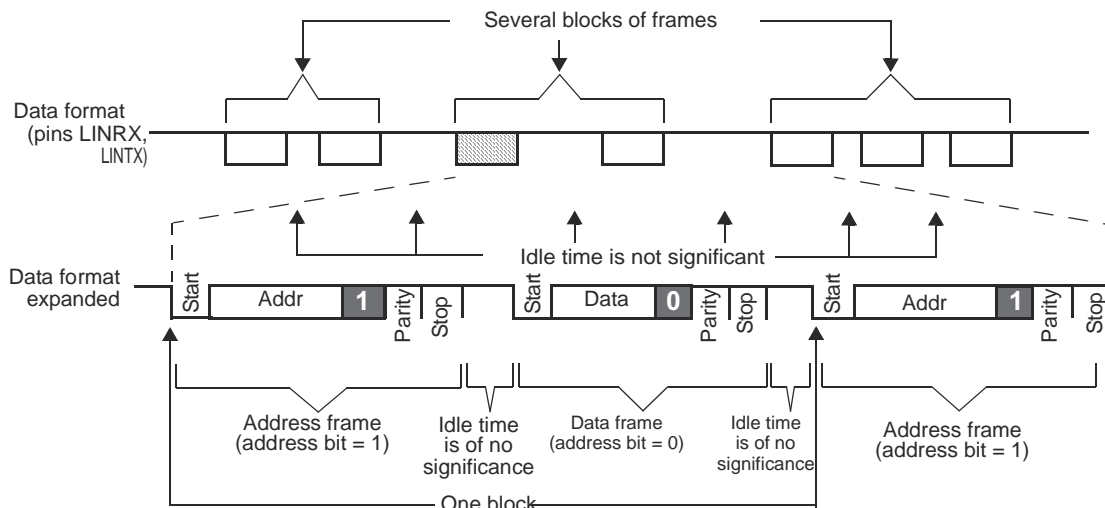 Several blocks of frames
Data format
(pins LINRX,
LINTX)
Idle time is not significant
Data format
expanded
Start
Addr
1
Parity
Stop
Start
Data
0
Parity
Stop
Start
Addr
1
Parity
Stop
Address frame
(address bit = 1)
Idle time
is of no
significance
Data frame
(address bit = 0)
Idle time
is of no
significance
Address frame
(address bit = 1)
One block